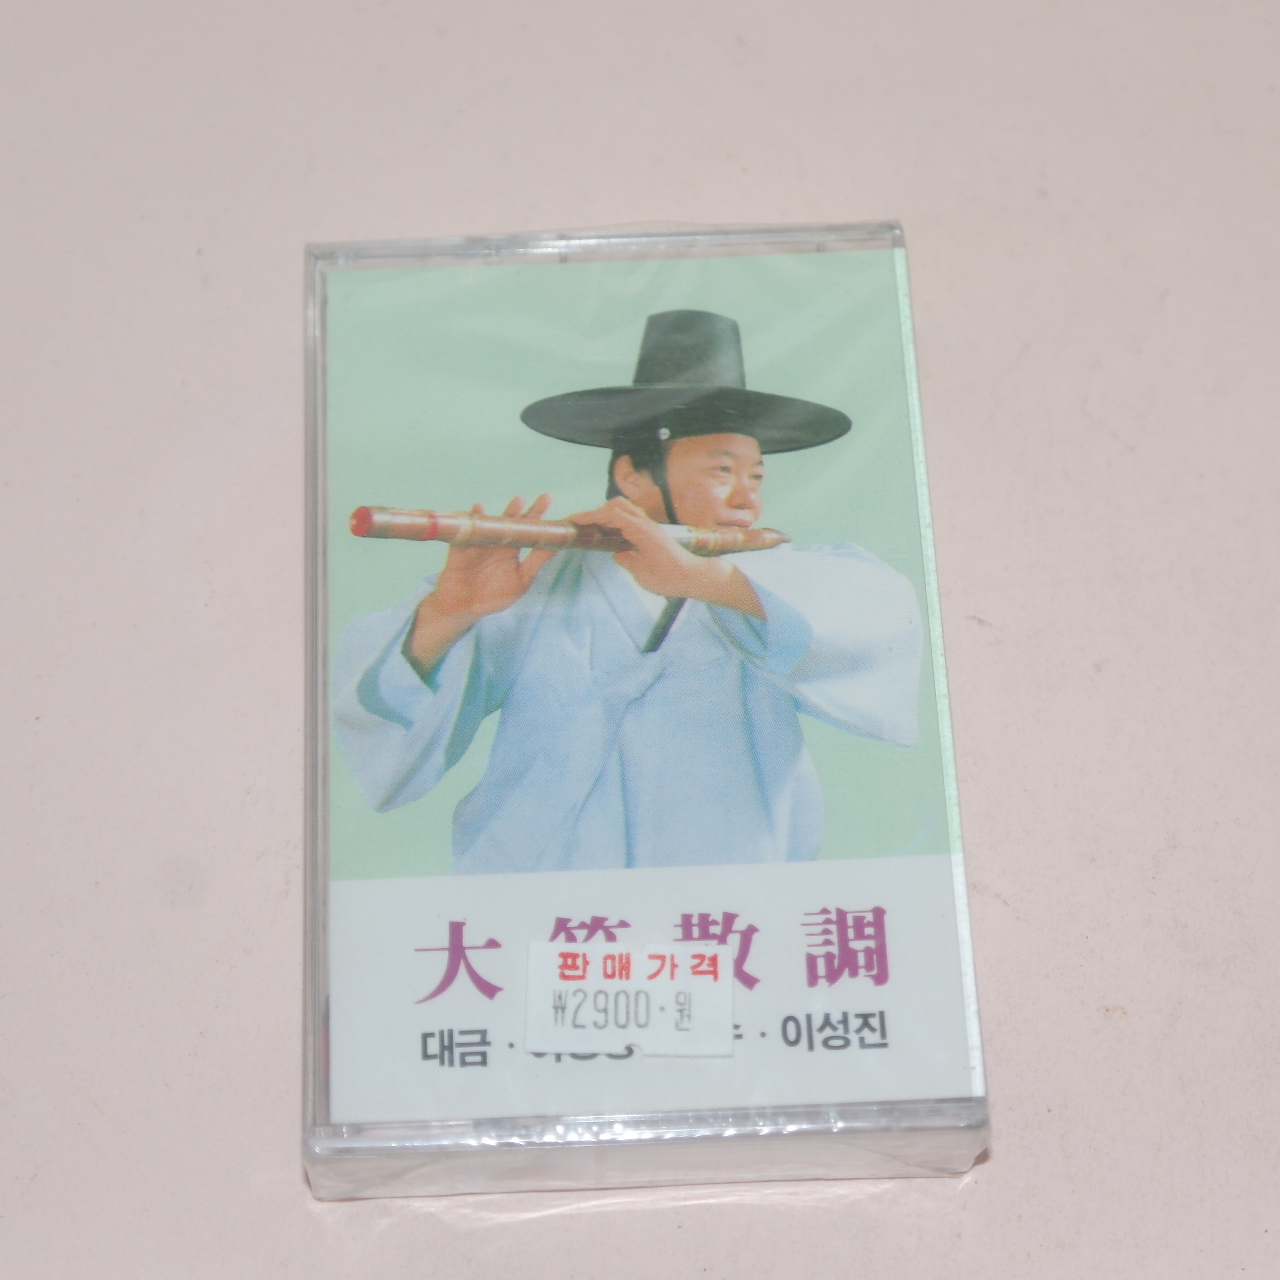 大 散 調
판매가격
₩2900.원
대금 · 이성진